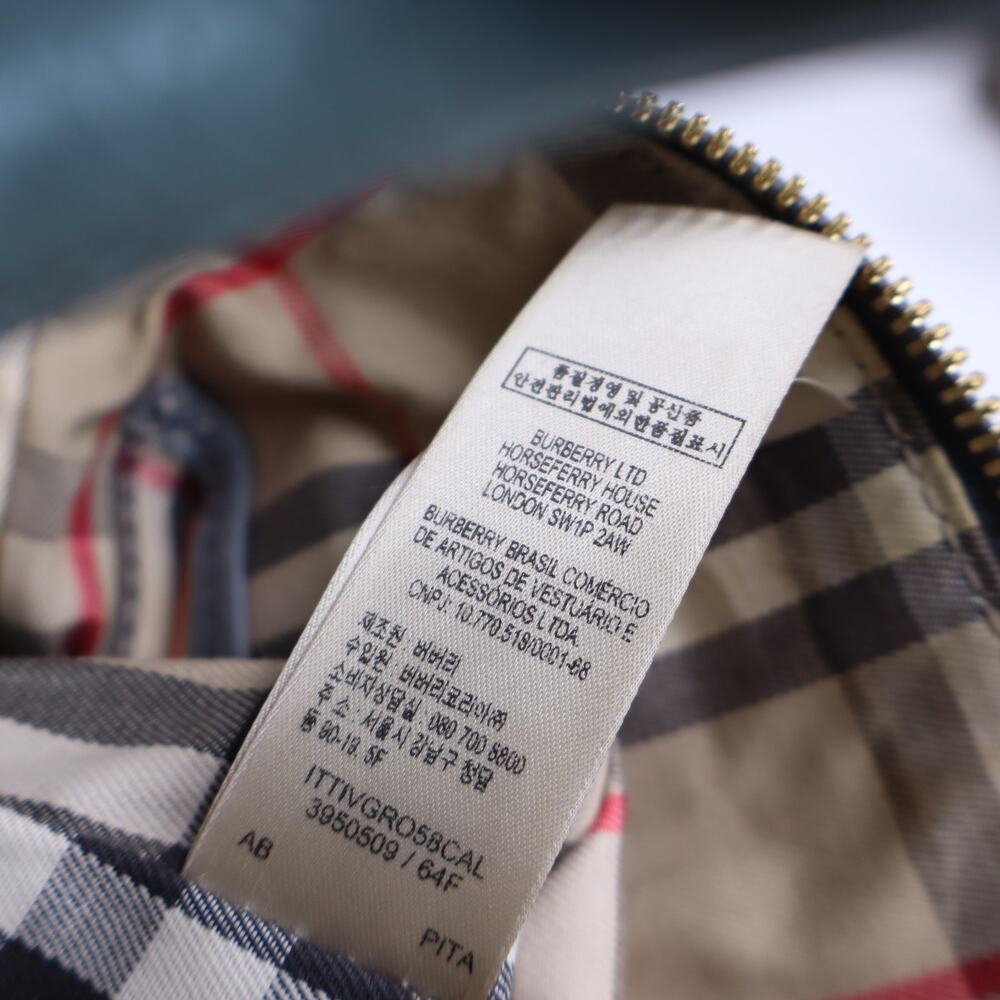 품질경영 및 공산품
안전관리법에의한품질표시
BURBERRY LTD
HORSEFERRY HOUSE
HORSEFERRY ROAD
LONDON SW1P 2AW
BURBERRY BRASIL COMÉRCIO
DE ARTIGOS DE VESTUÁRIO E
ACESSÓRIOS LTDA
CNPJ: 10.770.519/0001-68
제조원 버버리
수입원 버버리코리아㈜
소비자상담실 080 700 8800
주 소 : 서울시 강남구 청담
동 90-19 5F
ITTIVGRO58CAL
3950509 / 64F
AB
PITA